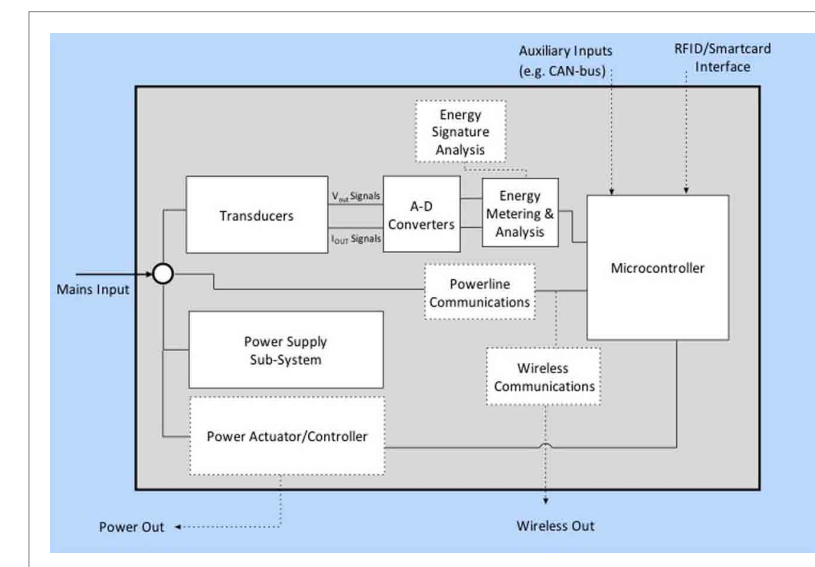 Auxiliary Inputs
(e.g. CAN-bus)
RFID/Smartcard
Interface
Energy
Signature
Analysis
Transducers
Vout Signals
IOUT Signals
A-D
Converters
Energy
Metering &
Analysis
Microcontroller
Mains Input
Powerline
Communications
Power Supply
Sub-System
Wireless
Communications
Power Actuator/Controller
Power Out
Wireless Out